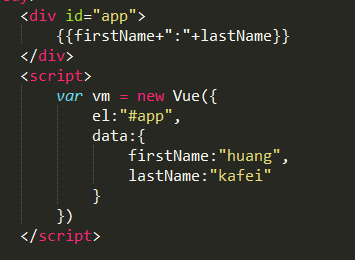 <div id="app">
{{firstName+":"+lastName}}
</div>
<script>
var vm = new Vue({
el:"#app",
data:{
firstName:"huang",
lastName:"kafei"
}
})
</script>